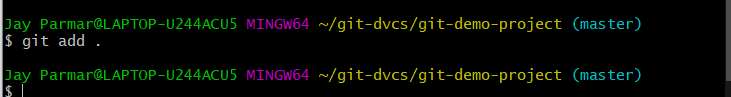 Jay Parmar@LAPTOP-U244ACU5 MINGW64 ~/git-dvcs/git-demo-project (master)
$ git add .
Jay Parmar@LAPTOP-U244ACU5 MINGW64 ~/git-dvcs/git-demo-project (master)
$